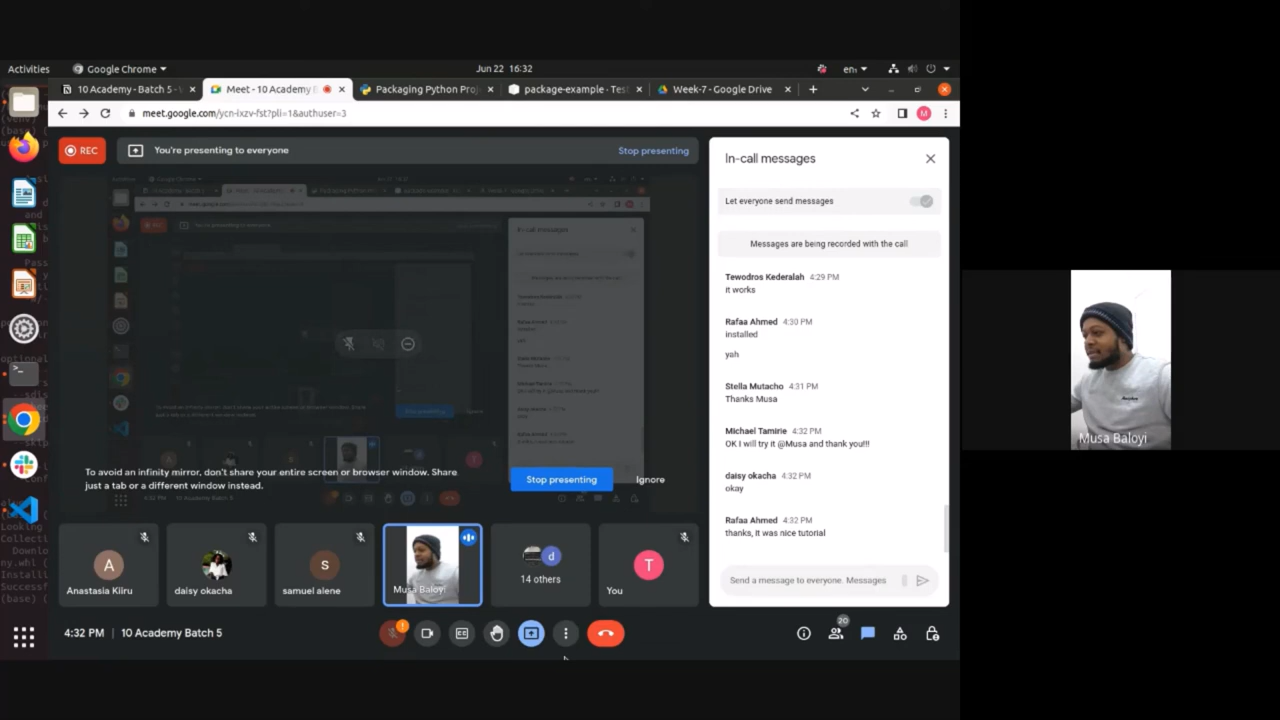 Activities
Google Chrome
Jun 22 16:32
en₁
10 Academy - Batch 5 -
Meet - 10 Academy
Packaging Python Proj
package-example · Test
Week-7 - Google Drive
meet.google.com/ycn-ixzv-fst?pli=1&authuser=3
M
REC
You're presenting to everyone
Stop presenting
In-call messages
Let everyone send messages
Messages are being recorded with the call
Tewodros Kederalah 4:29 PM
it works
Rafaa Ahmed 4:30 PM
installed
yah
Stella Mutacho 4:31 PM
Thanks Musa
Michael Tamirie 4:32 PM
OK I will try it @Musa and thank you!!!
daisy okacha 4:32 PM
okay
Rafaa Ahmed 4:32 PM
thanks, it was nice tutorial
Send a message to everyone. Messages
To avoid an infinity mirror, don't share your entire screen or browser window. Share
just a tab or a different window instead.
Stop presenting
Ignore
A
Anastasia Kiiru
daisy okacha
s
samuel alene
Musa Baloyi
d
14 others
T
You
4:32 PM
10 Academy Batch 5
20
Musa Baloyi